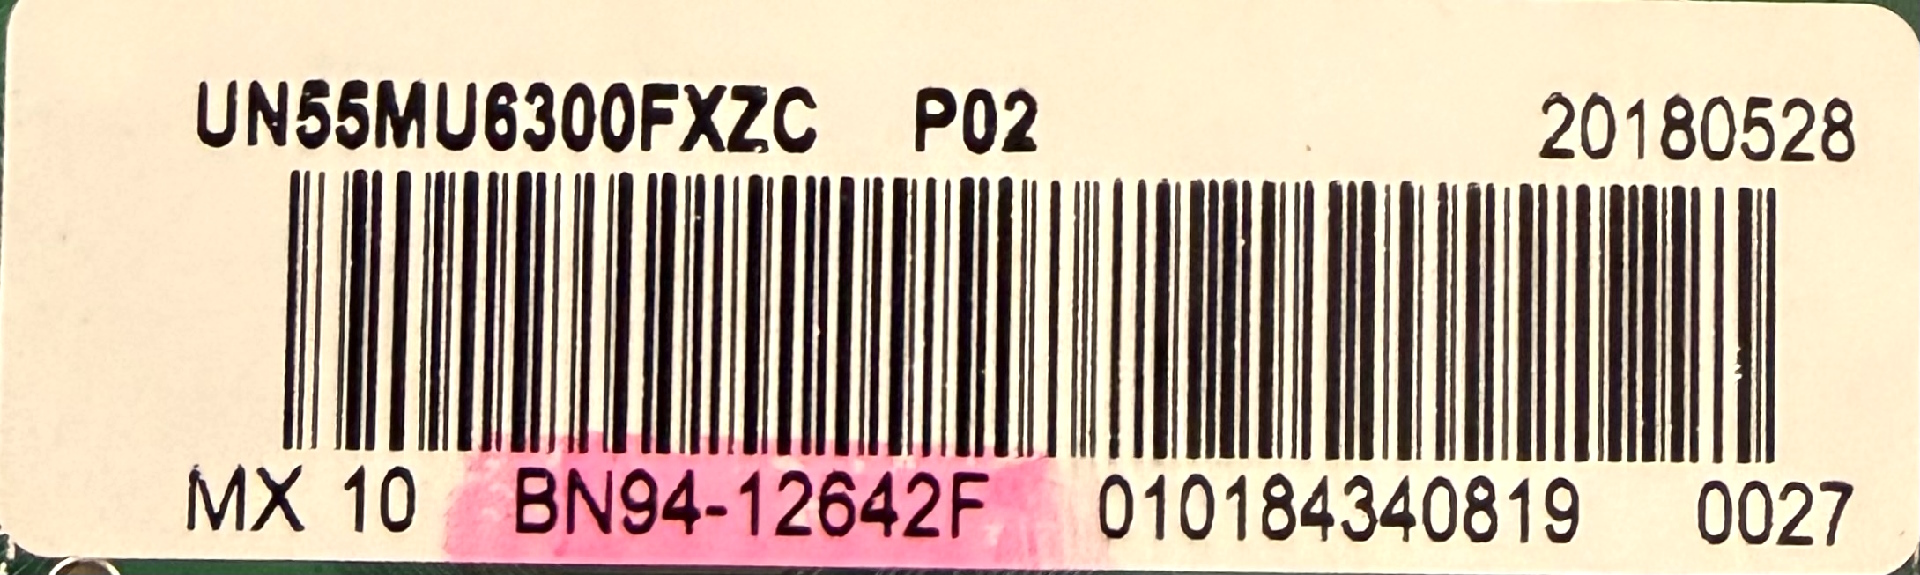 UN55MU6300FXZC P02 20180528
MX 10 BN94-12642F 010184340819 0027